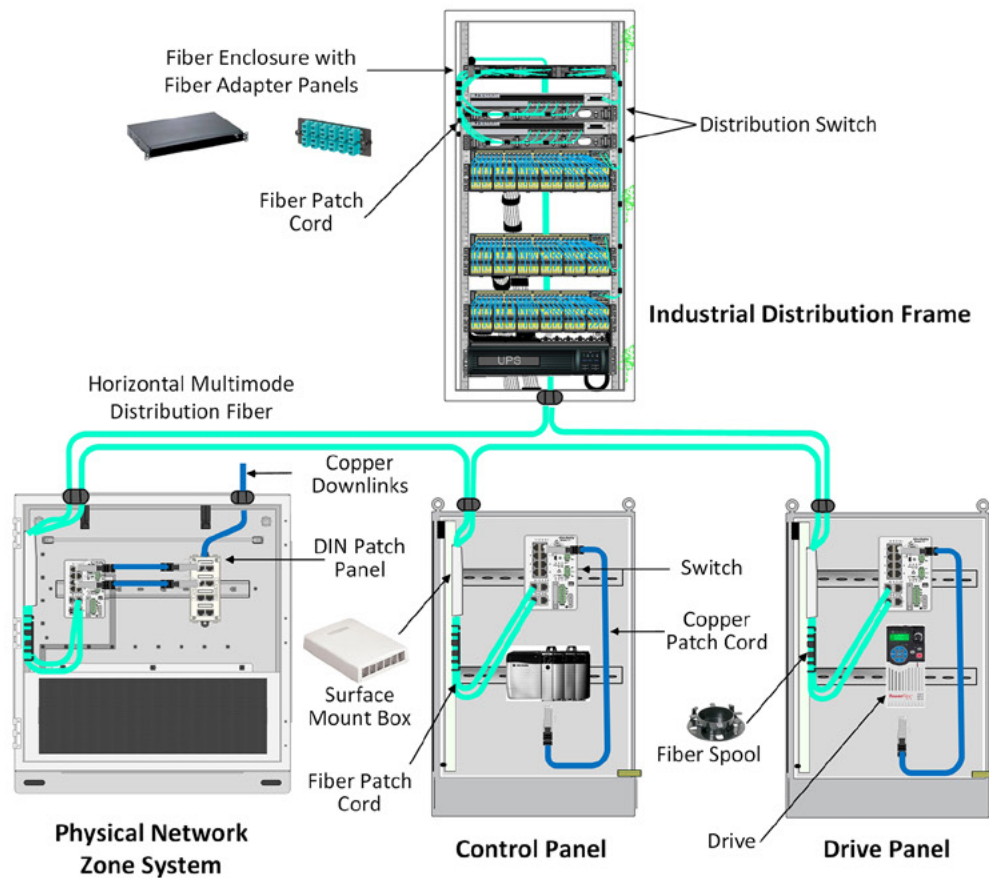 Fiber Enclosure with
Fiber Adapter Panels
Distribution Switch
Fiber Patch
Cord
Industrial Distribution Frame
UPS
Horizontal Multimode
Distribution Fiber
Copper
Downlinks
DIN Patch
Panel
Switch
Copper
Patch Cord
Surface
Mount Box
Fiber Spool
Fiber Patch
Cord
Drive
Physical Network
Zone System
Control Panel
Drive Panel